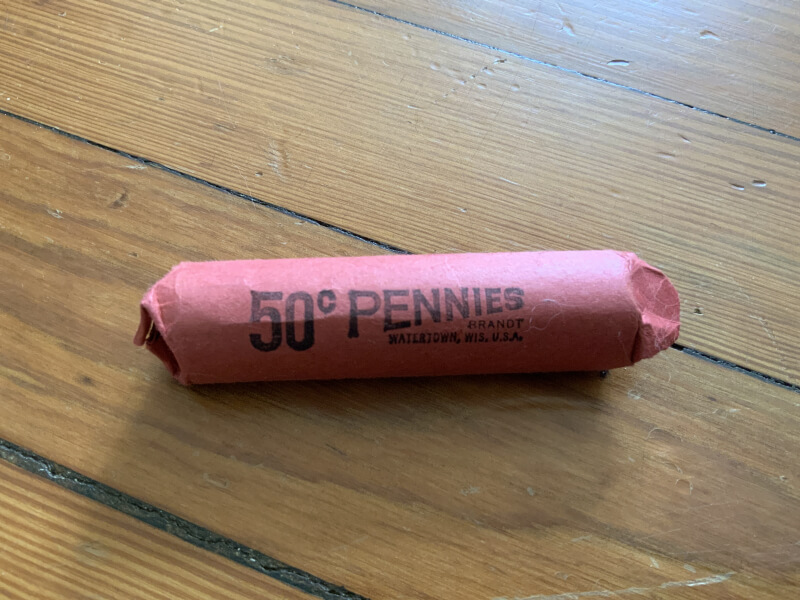 50¢ PENNIES
BRANDT
WATERTOWN, WIS. U.S.A.